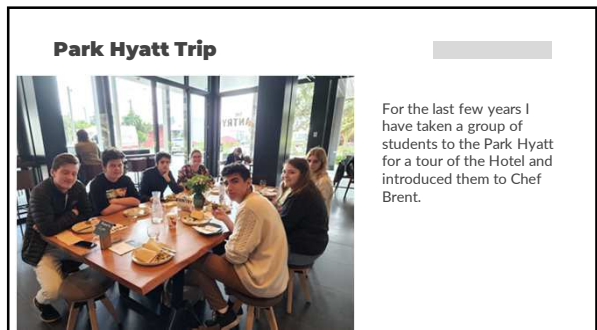 Park Hyatt Trip
For the last few years I
have taken a group of
students to the Park Hyatt
for a tour of the Hotel and
introduced them to Chef
Brent.